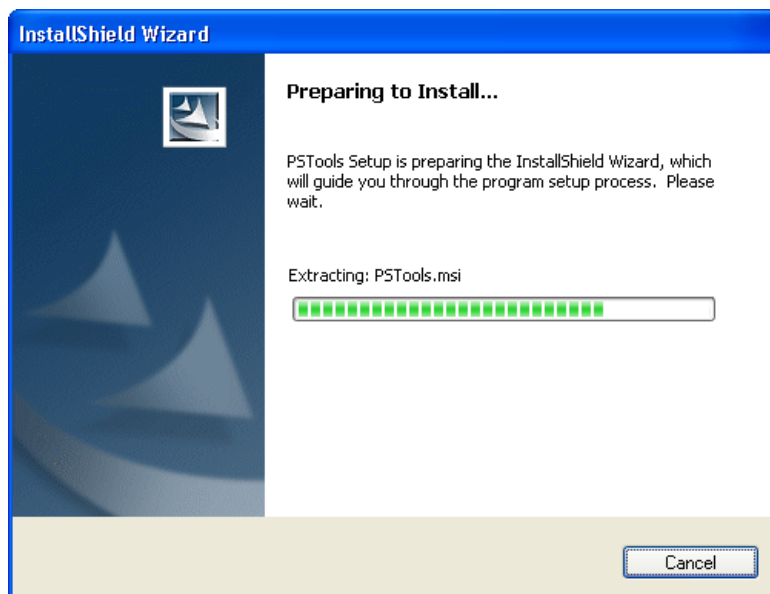 InstallShield Wizard
Preparing to Install...
PSTools Setup is preparing the InstallShield Wizard, which
will guide you through the program setup process. Please
wait.
Extracting: PSTools.msi
Cancel